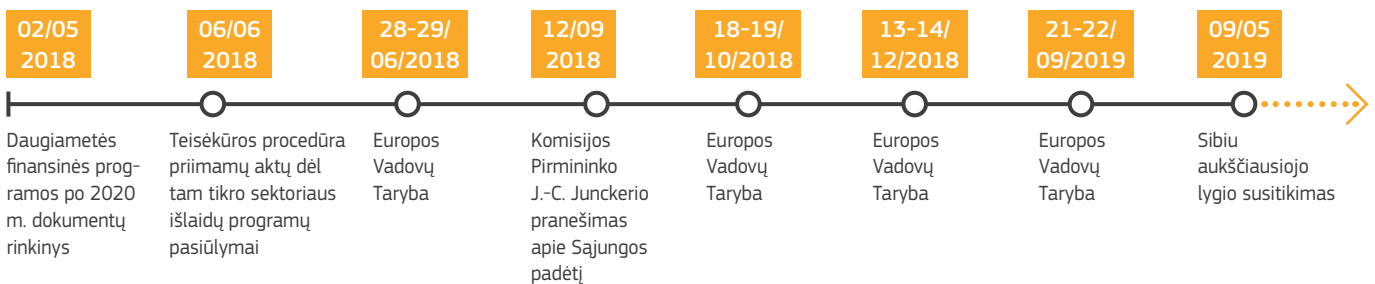 02/05
2018
Daugiametės
finansinės prog-
ramos po 2020
m. dokumentų
rinkinys
06/06
2018
Teisėkūros procedūra
priimamų aktų dėl
tam tikro sektoriaus
išlaidų programų
pasiūlymai
28-29/
06/2018
Europos
Vadovų
Taryba
12/09
2018
Komisijos
Pirmininko
J.-C. Junckerio
pranešimas
apie Sąjungos
padėtį
18-19/
10/2018
Europos
Vadovų
Taryba
13-14/
12/2018
Europos
Vadovų
Taryba
21-22/
09/2019
Europos
Vadovų
Taryba
09/05
2019
Sibiu
aukščiausiojo
lygio susitikimas